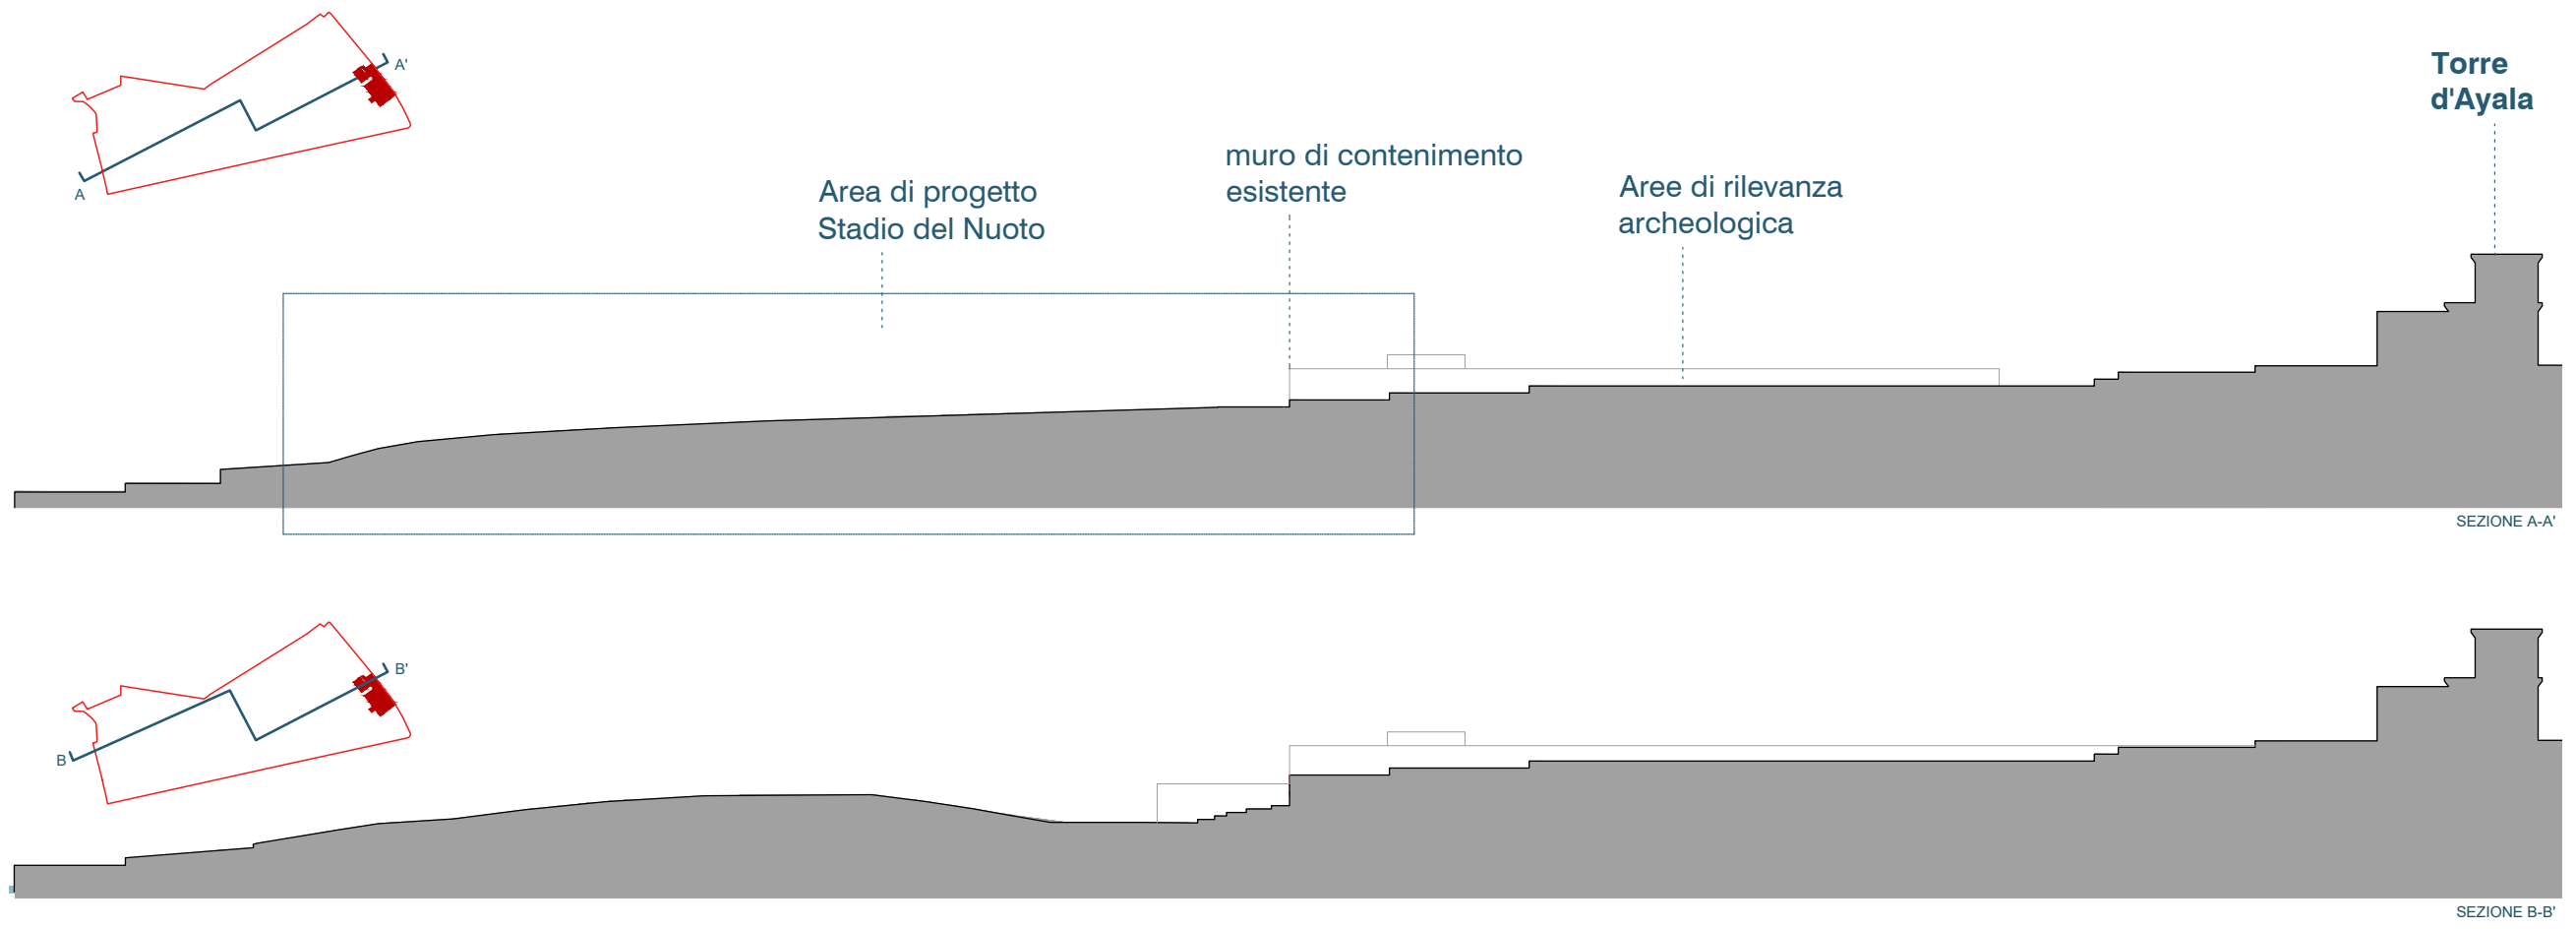 A'
A
Torre
d'Ayala
muro di contenimento
esistente
Area di progetto
Stadio del Nuoto
Aree di rilevanza
archeologica
SEZIONE A-A'
B'
B
SEZIONE B-B'